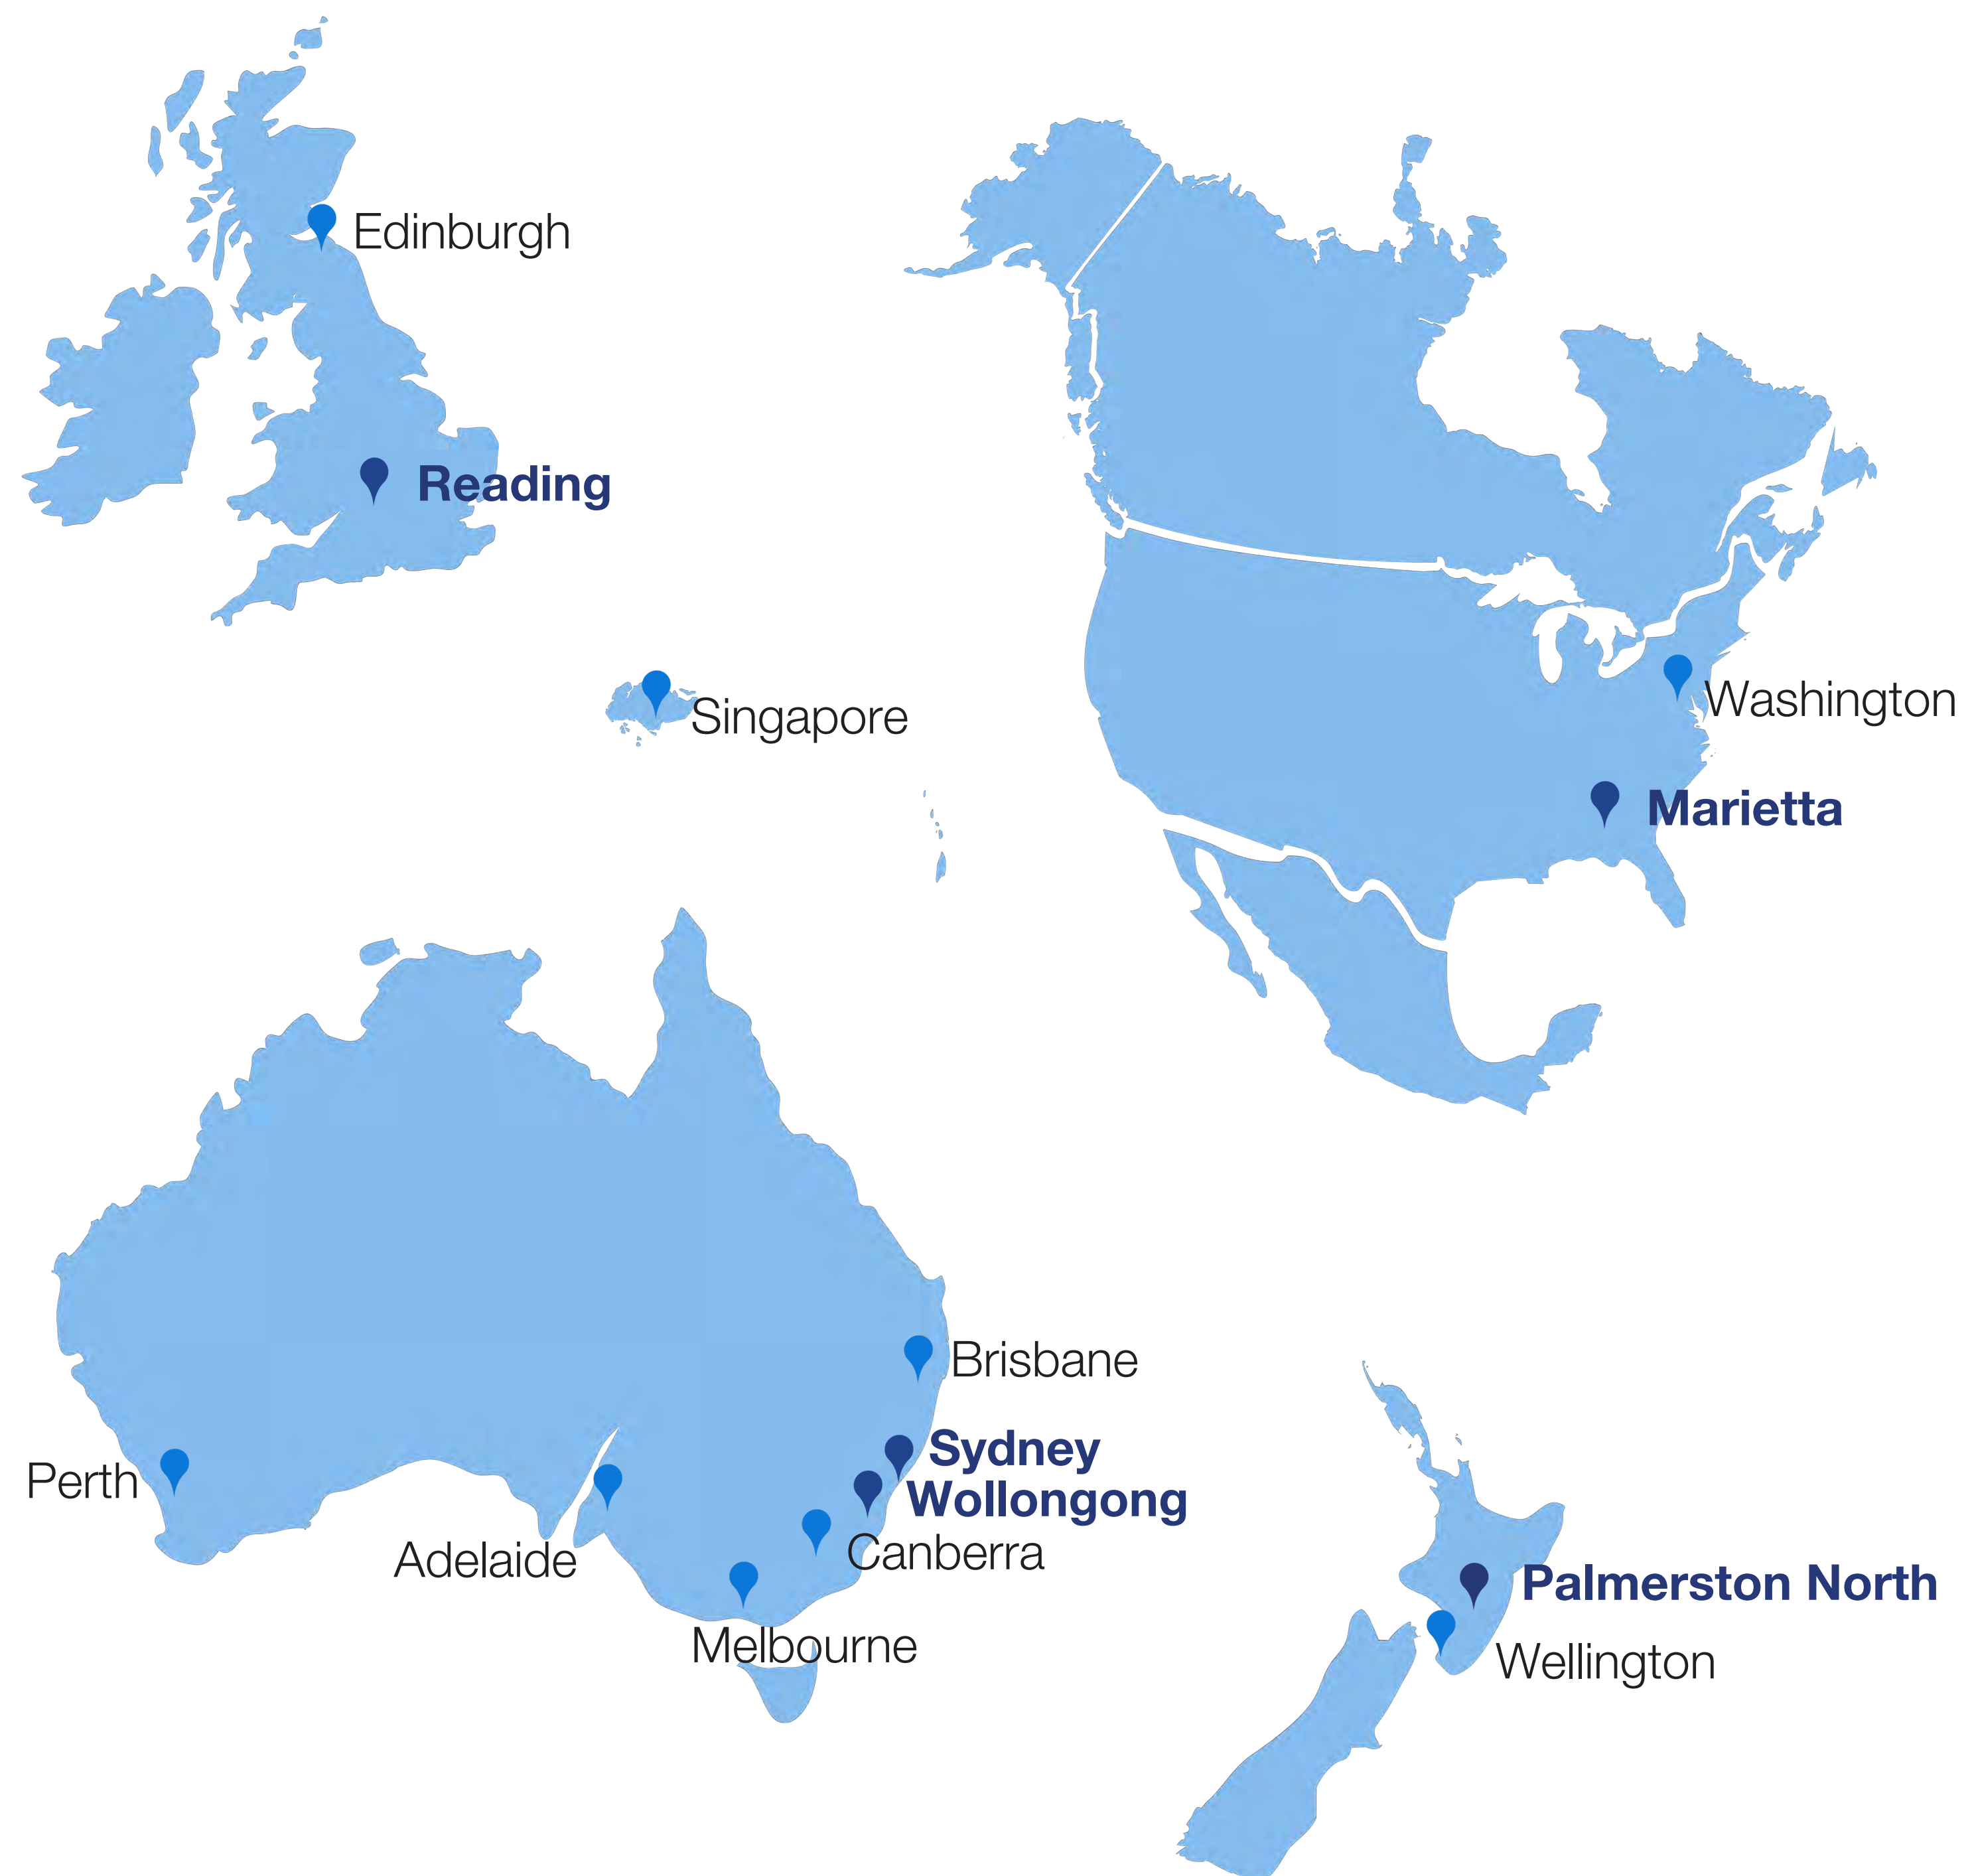 Edinburgh
Reading
Singapore
Washington
Marietta
Brisbane
Sydney
Perth
Wollongong
Adelaide
Canberra
Melbourne
Palmerston North
Wellington